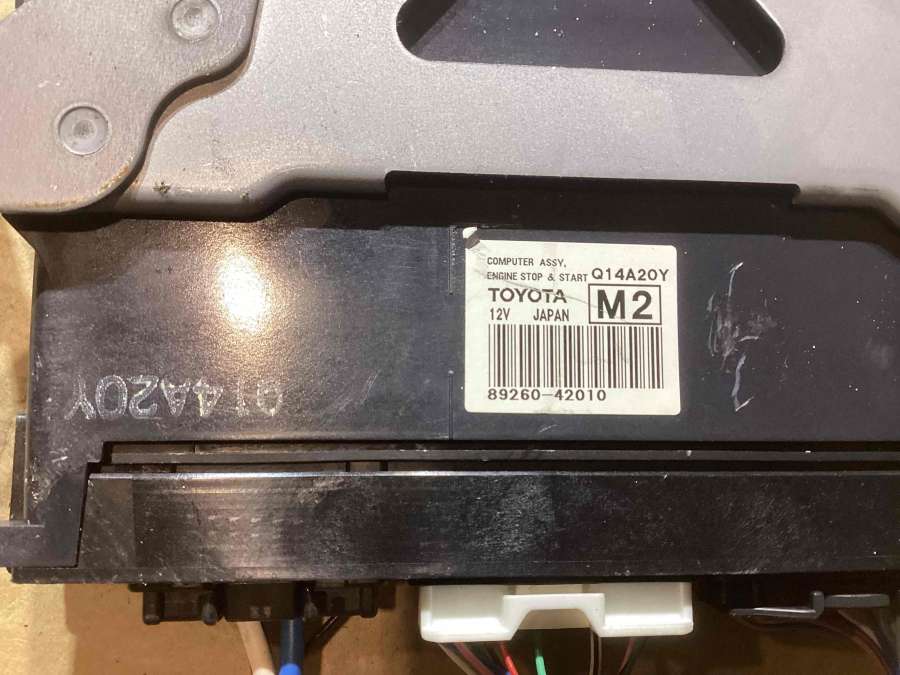 COMPUTER ASSY,
ENGINE STOP & START Q14A20Y
TOYOTA M2
12V JAPAN
89260-42010
Q14A20Y